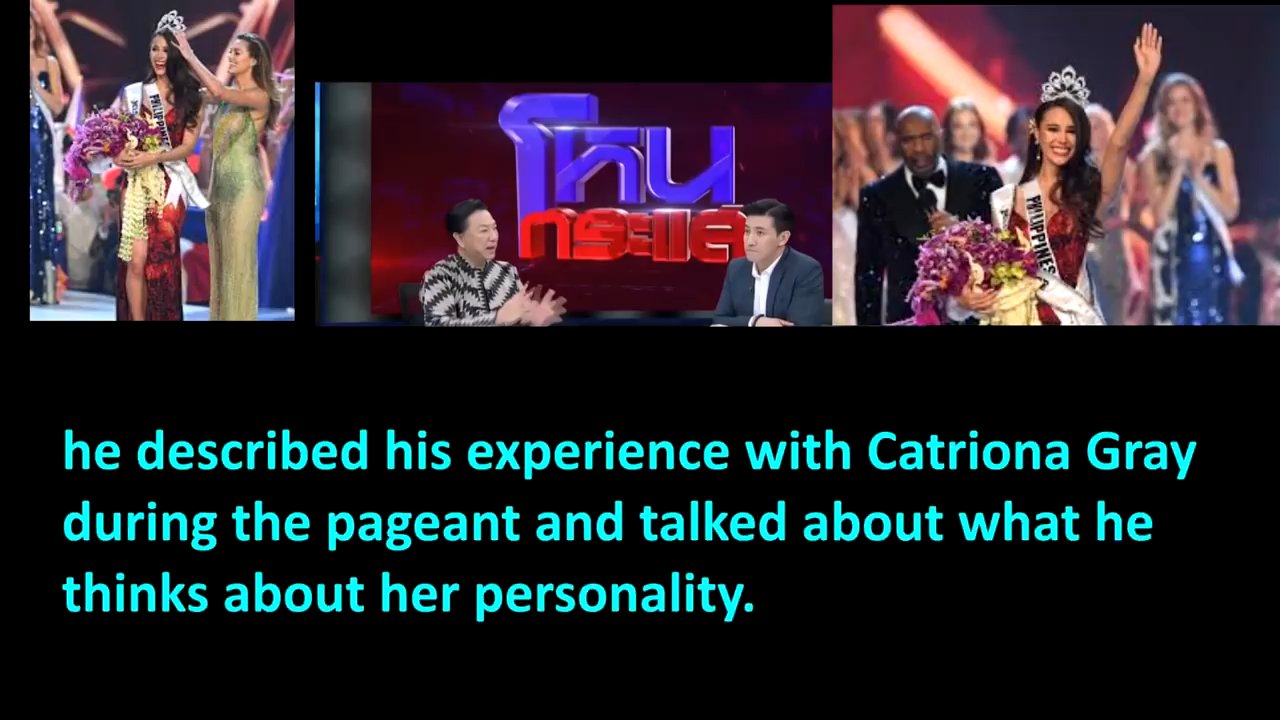 PHILIPPINES
โหน
กระแส
PHILIPPINES
he described his experience with Catriona Gray
during the pageant and talked about what he
thinks about her personality.